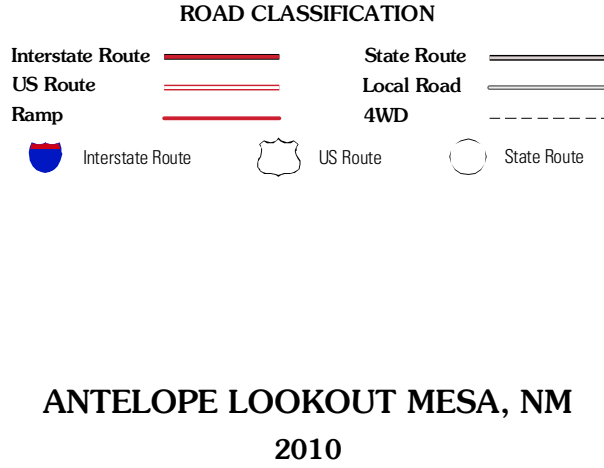 ROAD CLASSIFICATION
Interstate Route State Route
US Route Local Road
Ramp 4WD
Interstate Route US Route State Route
ANTELOPE LOOKOUT MESA, NM
2010